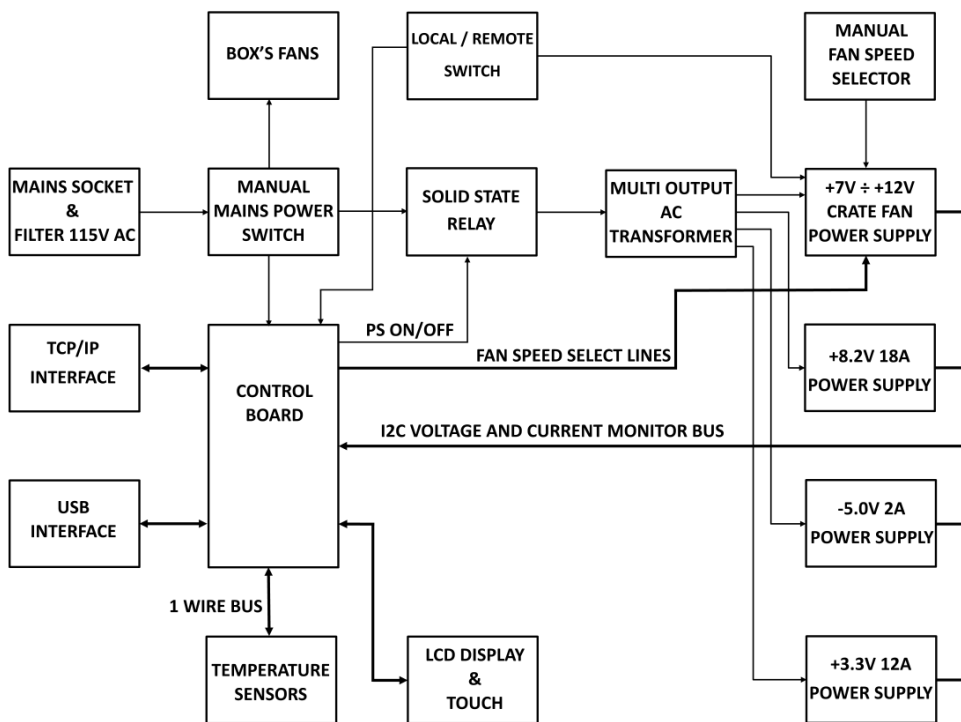 BOX'S FANS
LOCAL / REMOTE
SWITCH
MANUAL
FAN SPEED
SELECTOR
MAINS SOCKET
&
FILTER 115V AC
MANUAL
MAINS POWER
SWITCH
SOLID STATE
RELAY
MULTI OUTPUT
AC
TRANSFORMER
+7V ÷ +12V
CRATE FAN
POWER SUPPLY
PS ON/OFF
FAN SPEED SELECT LINES
TCP/IP
INTERFACE
CONTROL
BOARD
+8.2V 18A
POWER SUPPLY
I2C VOLTAGE AND CURRENT MONITOR BUS
USB
INTERFACE
-5.0V 2A
POWER SUPPLY
1 WIRE BUS
TEMPERATURE
SENSORS
LCD DISPLAY
&
TOUCH
+3.3V 12A
POWER SUPPLY